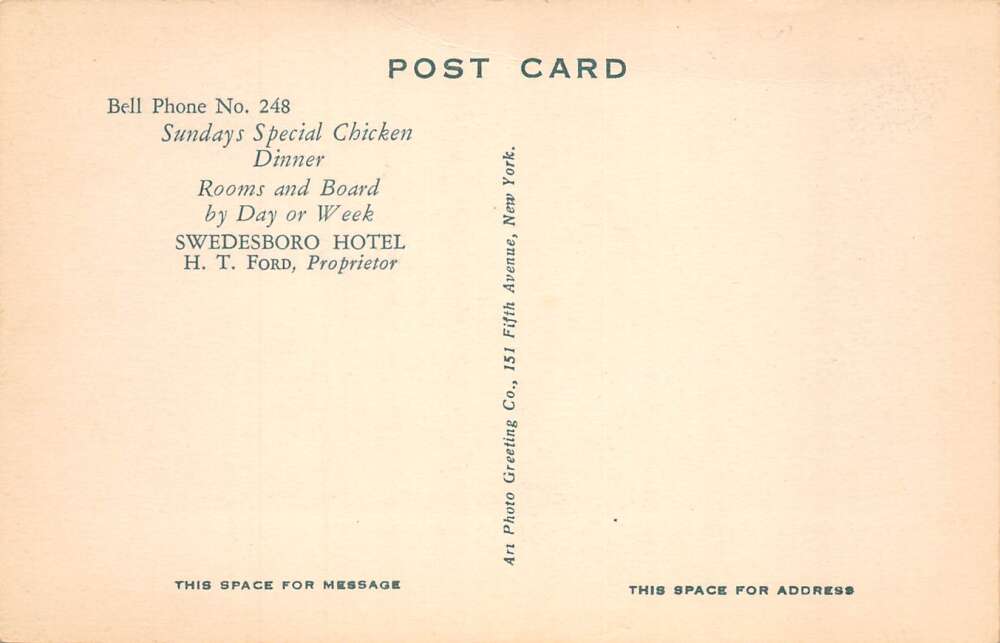 POST CARD
Bell Phone No. 248
Sundays Special Chicken
Dinner
Rooms and Board
by Day or Week
SWEDESBORO HOTEL
H. T. FORD, Proprietor
Art Photo Greeting Co., 151 Fifth Avenue, New York.
THIS SPACE FOR MESSAGE
THIS SPACE FOR ADDRESS